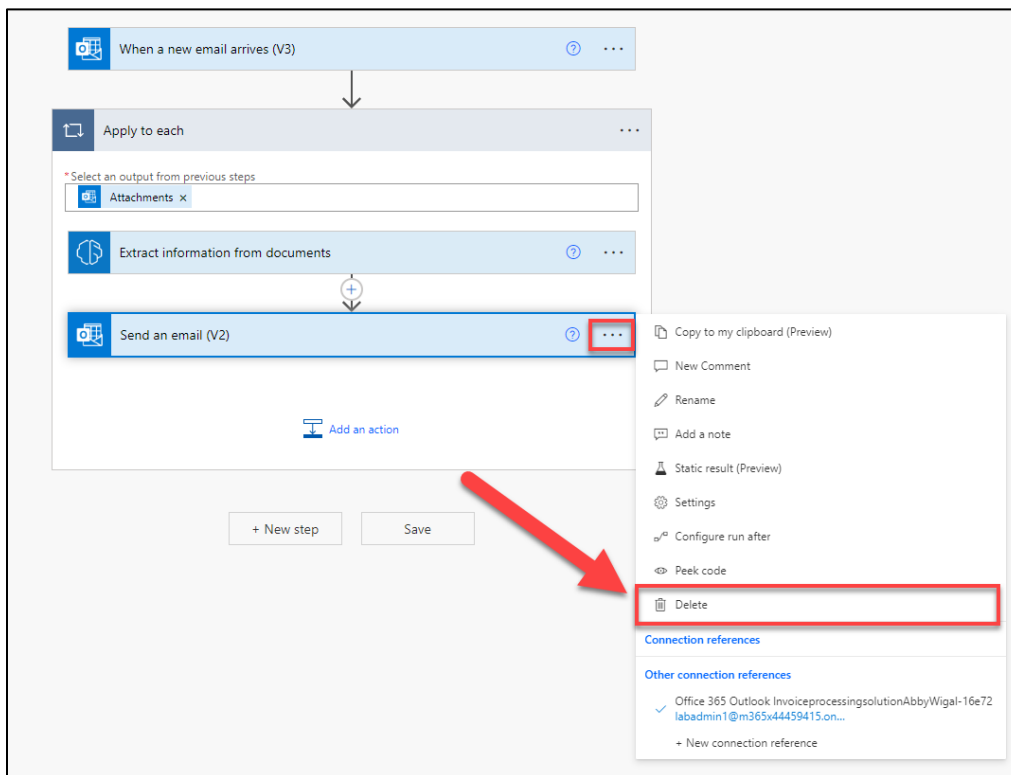 When a new email arrives (V3)
Apply to each
* Select an output from previous steps
Attachments ×
Extract information from documents
Send an email (V2)
Add an action
+ New step
Save
Copy to my clipboard (Preview)
New Comment
Rename
Add a note
Static result (Preview)
Settings
Configure run after
Peek code
Delete
Connection references
Other connection references
Office 365 Outlook InvoiceprocessingsolutionAbbyWigal-16e72
labadmin1@m365x44459415.on...
+ New connection reference